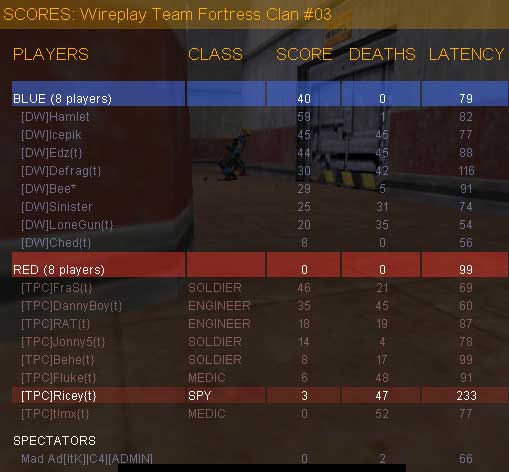 SCORES: Wireplay Team Fortress Clan #03
PLAYERS CLASS SCORE DEATHS LATENCY
BLUE (8 players) 40 0 79
[DW]Hamlet 59 1 82
[DW]Icepik 45 45 77
[DW]Edz{t} 44 45 88
[DW]Defrag{t} 30 42 116
[DW]Bee* 29 5 91
[DW]Sinister 25 31 74
[DW]LoneGun{t} 20 35 54
[DW]Ched{t} 8 0 56
RED (8 players) 0 0 99
[TPC]FraS{t} SOLDIER 46 21 69
[TPC]DannyBoy{t} ENGINEER 35 45 60
[TPC]RAT{t} ENGINEER 18 19 87
[TPC]Jonny5{t} SOLDIER 14 4 78
[TPC]Behe{t} SOLDIER 8 17 99
[TPC]Fluke{t} MEDIC 6 48 91
[TPC]Ricey{t} SPY 3 47 233
[TPC]t!mx{t} MEDIC 0 52 77
SPECTATORS
Mad Ad[ItK]|C4|[ADMIN] 0 2 66